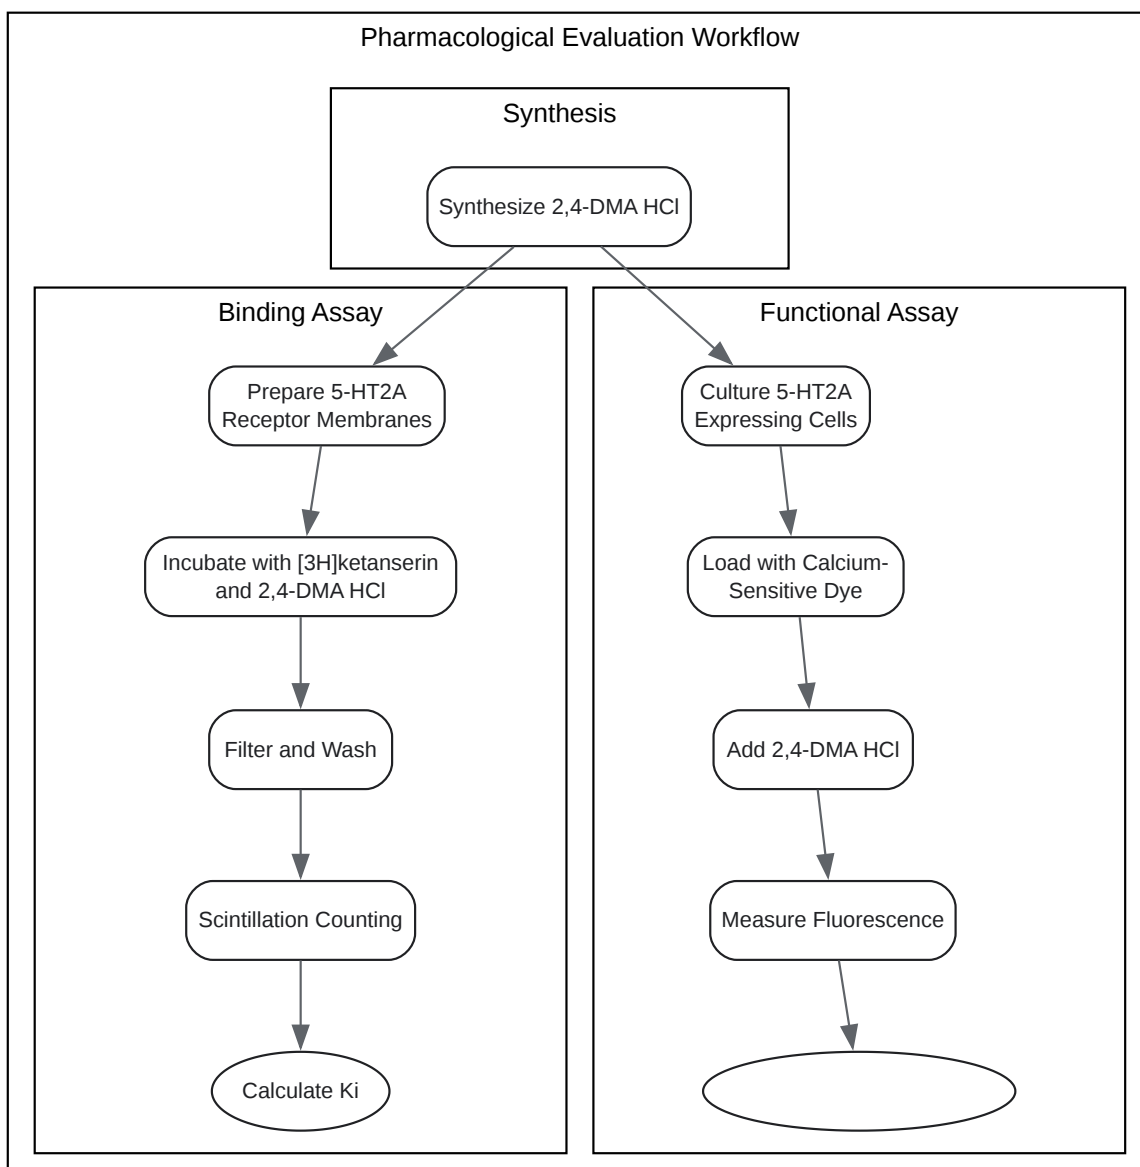 Pharmacological Evaluation Workflow
Synthesis
Synthesize 2,4-DMA HCl
Binding Assay
Prepare 5-HT2A
Receptor Membranes
Incubate with [3H]ketanserin
and 2,4-DMA HCl
Filter and Wash
Scintillation Counting
Calculate Ki
Functional Assay
Culture 5-HT2A
Expressing Cells
Load with Calcium-
Sensitive Dye
Add 2,4-DMA HCl
Measure Fluorescence